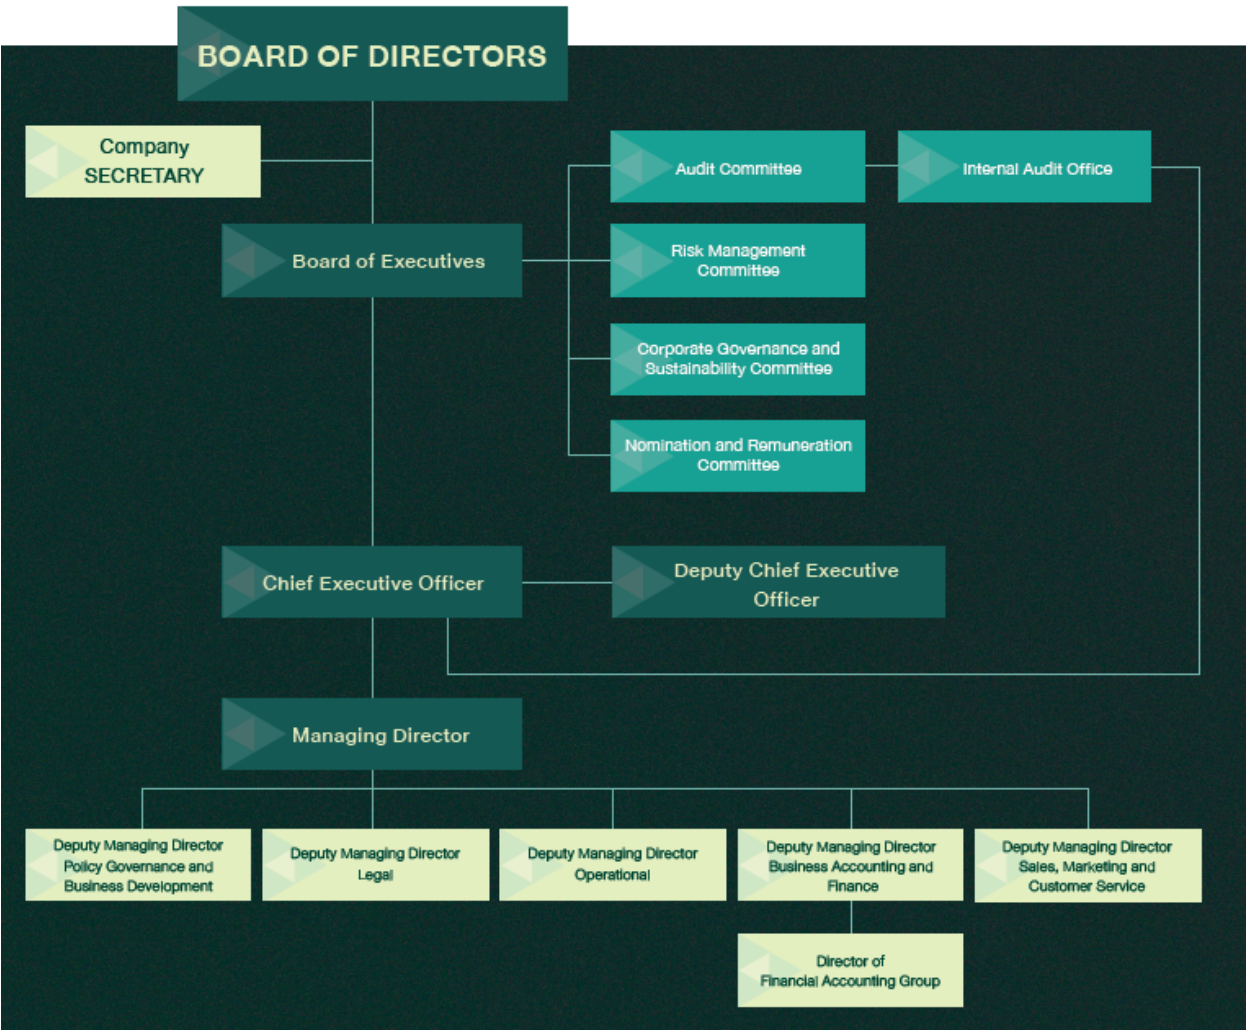 BOARD OF DIRECTORS
Company
SECRETARY
Audit Committee
Internal Audit Office
Board of Executives
Risk Management
Committee
Corporate Governance and
Sustainability Committee
Nomination and Remuneration
Committee
Chief Executive Officer
Deputy Chief Executive
Officer
Managing Director
Deputy Managing Director
Policy Governance and
Business Development
Deputy Managing Director
Legal
Deputy Managing Director
Operational
Deputy Managing Director
Business Accounting and
Finance
Deputy Managing Director
Sales, Marketing and
Customer Service
Director of
Financial Accounting Group